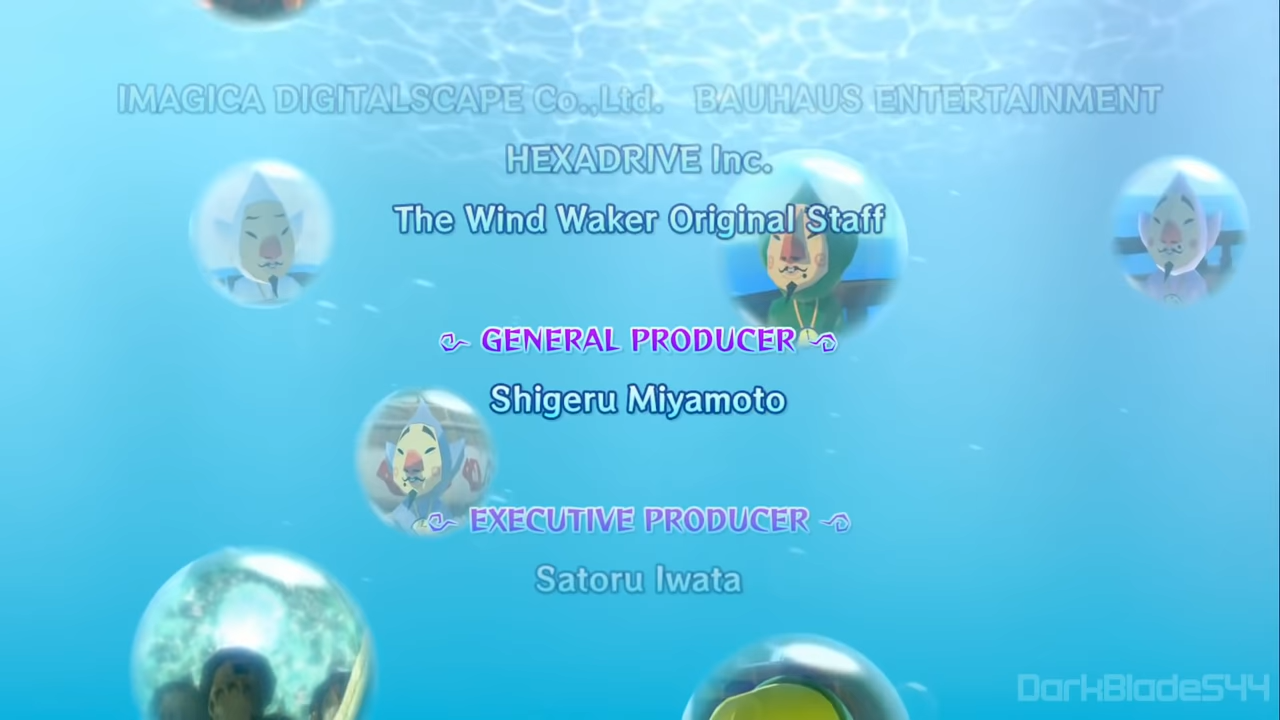 IMAGICA DIGITALSCAPE Co.,Ltd. BAUHAUS ENTERTAINMENT
HEXADRIVE Inc.
The Wind Waker Original Staff
GENERAL PRODUCER
Shigeru Miyamoto
EXECUTIVE PRODUCER
Satoru Iwata
DarkBlade544